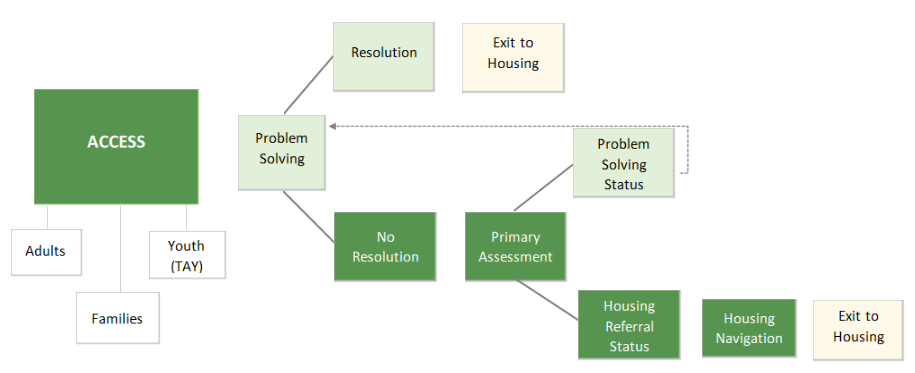 ACCESS
Adults
Families
Youth
(TAY)
Problem
Solving
Resolution
Exit to
Housing
No
Resolution
Primary
Assessment
Problem
Solving
Status
Housing
Referral
Status
Housing
Navigation
Exit to
Housing